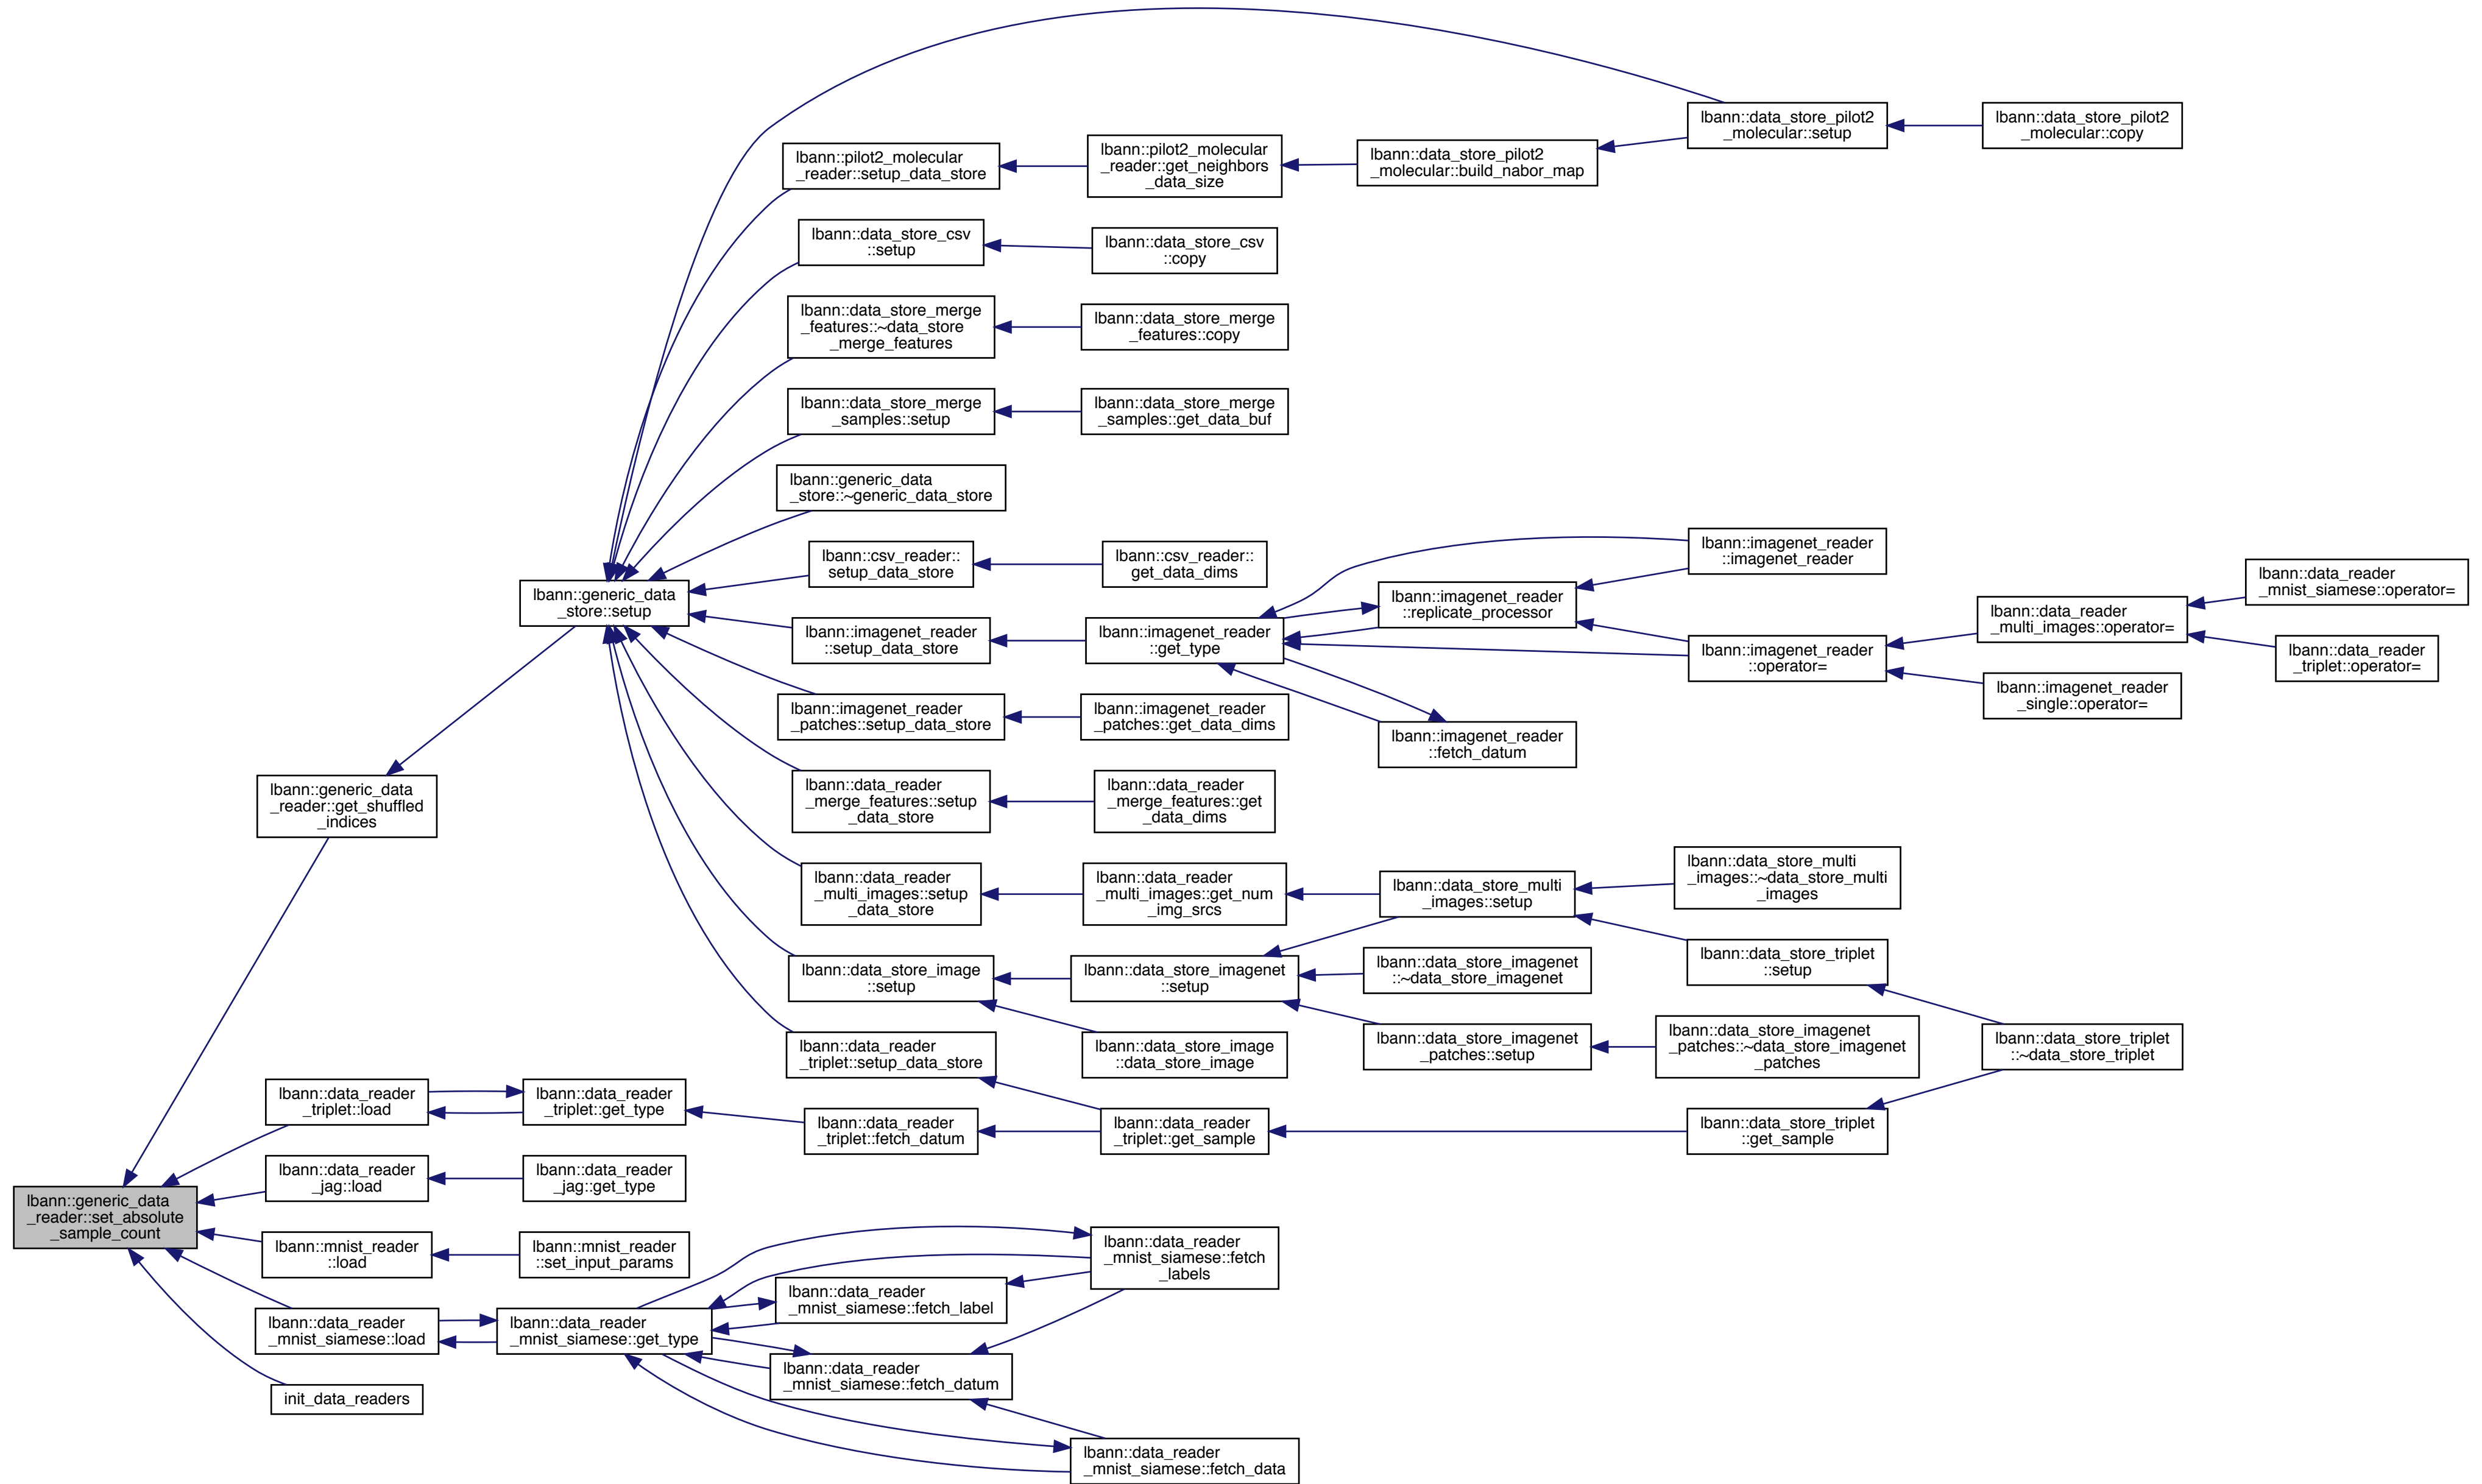 lbann::data_store_pilot2
_molecular::setup
lbann::data_store_pilot2
_molecular::copy
lbann::pilot2_molecular
_reader::setup_data_store
lbann::pilot2_molecular
_reader::get_neighbors
_data_size
lbann::data_store_pilot2
_molecular::build_nabor_map
lbann::data_store_csv
::setup
lbann::data_store_csv
::copy
lbann::data_store_merge
_features::~data_store
_merge_features
lbann::data_store_merge
_features::copy
lbann::data_store_merge
_samples::setup
lbann::data_store_merge
_samples::get_data_buf
lbann::generic_data
_store::~generic_data_store
lbann::csv_reader::
setup_data_store
lbann::csv_reader::
get_data_dims
lbann::imagenet_reader
::imagenet_reader
lbann::generic_data
_store::setup
lbann::imagenet_reader
::replicate_processor
lbann::data_reader
_mnist_siamese::operator=
lbann::data_reader
_multi_images::operator=
lbann::imagenet_reader
::setup_data_store
lbann::imagenet_reader
::get_type
lbann::imagenet_reader
::operator=
lbann::data_reader
_triplet::operator=
lbann::imagenet_reader
_single::operator=
lbann::imagenet_reader
_patches::setup_data_store
lbann::imagenet_reader
_patches::get_data_dims
lbann::imagenet_reader
::fetch_datum
lbann::generic_data
_reader::get_shuffled
_indices
lbann::data_reader
_merge_features::setup
_data_store
lbann::data_reader
_merge_features::get
_data_dims
lbann::data_reader
_multi_images::setup
_data_store
lbann::data_reader
_multi_images::get_num
_img_srcs
lbann::data_store_multi
_images::setup
lbann::data_store_multi
_images::~data_store_multi
_images
lbann::data_store_triplet
::setup
lbann::data_store_image
::setup
lbann::data_store_imagenet
::setup
lbann::data_store_imagenet
::~data_store_imagenet
lbann::data_reader
_triplet::setup_data_store
lbann::data_store_image
::data_store_image
lbann::data_store_imagenet
_patches::setup
lbann::data_store_imagenet
_patches::~data_store_imagenet
_patches
lbann::data_store_triplet
::~data_store_triplet
lbann::data_reader
_triplet::load
lbann::data_reader
_triplet::get_type
lbann::data_reader
_triplet::fetch_datum
lbann::data_reader
_triplet::get_sample
lbann::data_store_triplet
::get_sample
lbann::data_reader
_jag::load
lbann::data_reader
_jag::get_type
lbann::generic_data
_reader::set_absolute
_sample_count
lbann::mnist_reader
::load
lbann::mnist_reader
::set_input_params
lbann::data_reader
_mnist_siamese::fetch
_labels
lbann::data_reader
_mnist_siamese::fetch_label
lbann::data_reader
_mnist_siamese::load
lbann::data_reader
_mnist_siamese::get_type
lbann::data_reader
_mnist_siamese::fetch_datum
init_data_readers
lbann::data_reader
_mnist_siamese::fetch_data